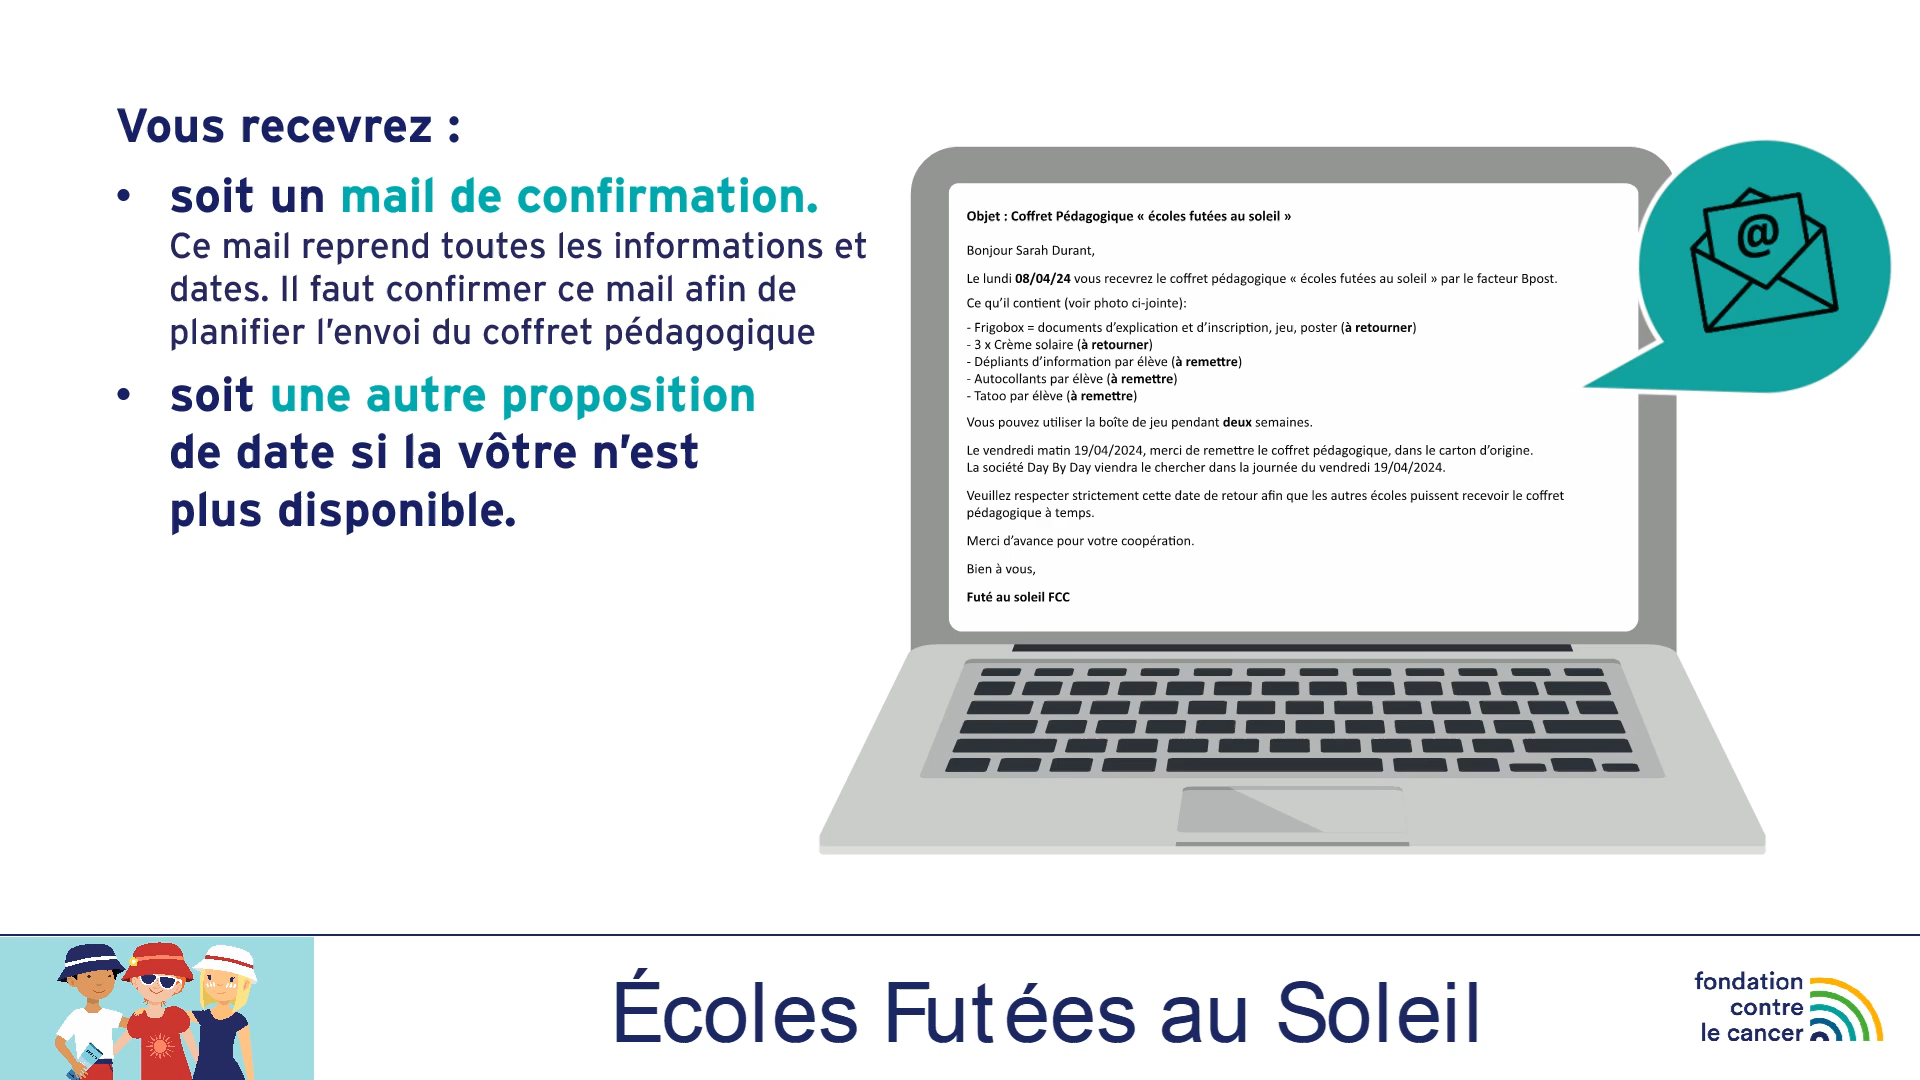 Vous recevrez :
• soit un mail de confirmation.
Ce mail reprend toutes les informations et
dates. Il faut confirmer ce mail afin de
planifier l’envoi du coffret pédagogique
• soit une autre proposition
de date si la vôtre n’est
plus disponible.
Objet : Coffret Pédagogique « écoles futées au soleil »
Bonjour Sarah Durant,
Le lundi 08/04/24 vous recevrez le coffret pédagogique « écoles futées au soleil » par le facteur Bpost.
Ce qu’il contient (voir photo ci-jointe):
- Frigobox = documents d’explication et d’inscription, jeu, poster (à retourner)
- 3 x Crème solaire (à retourner)
- Dépliants d’information par élève (à remettre)
- Autocollants par élève (à remettre)
- Tatoo par élève (à remettre)
Vous pouvez utiliser la boîte de jeu pendant deux semaines.
Le vendredi matin 19/04/2024, merci de remettre le coffret pédagogique, dans le carton d’origine.
La société Day By Day viendra le chercher dans la journée du vendredi 19/04/2024.
Veuillez respecter strictement cette date de retour afin que les autres écoles puissent recevoir le coffret
pédagogique à temps.
Merci d’avance pour votre coopération.
Bien à vous,
Futé au soleil FCC
@
Écoles Futées au Soleil
fondation
contre
le cancer